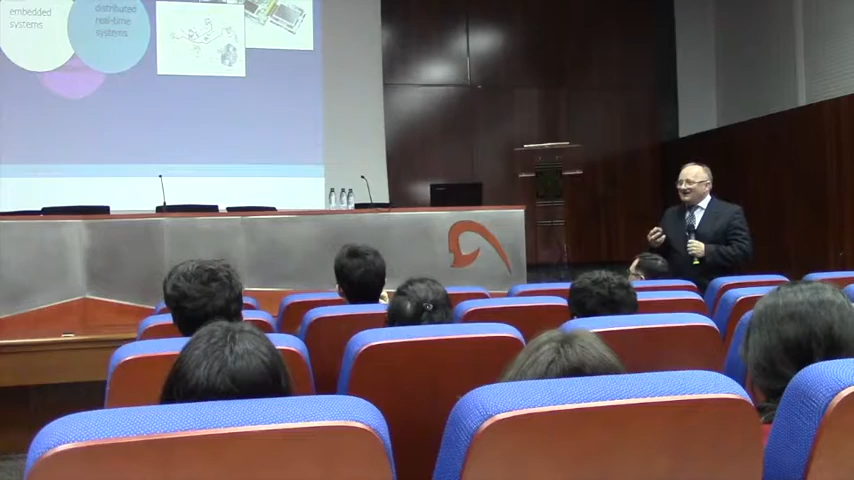 embedded
systems
distributed
real-time
systems